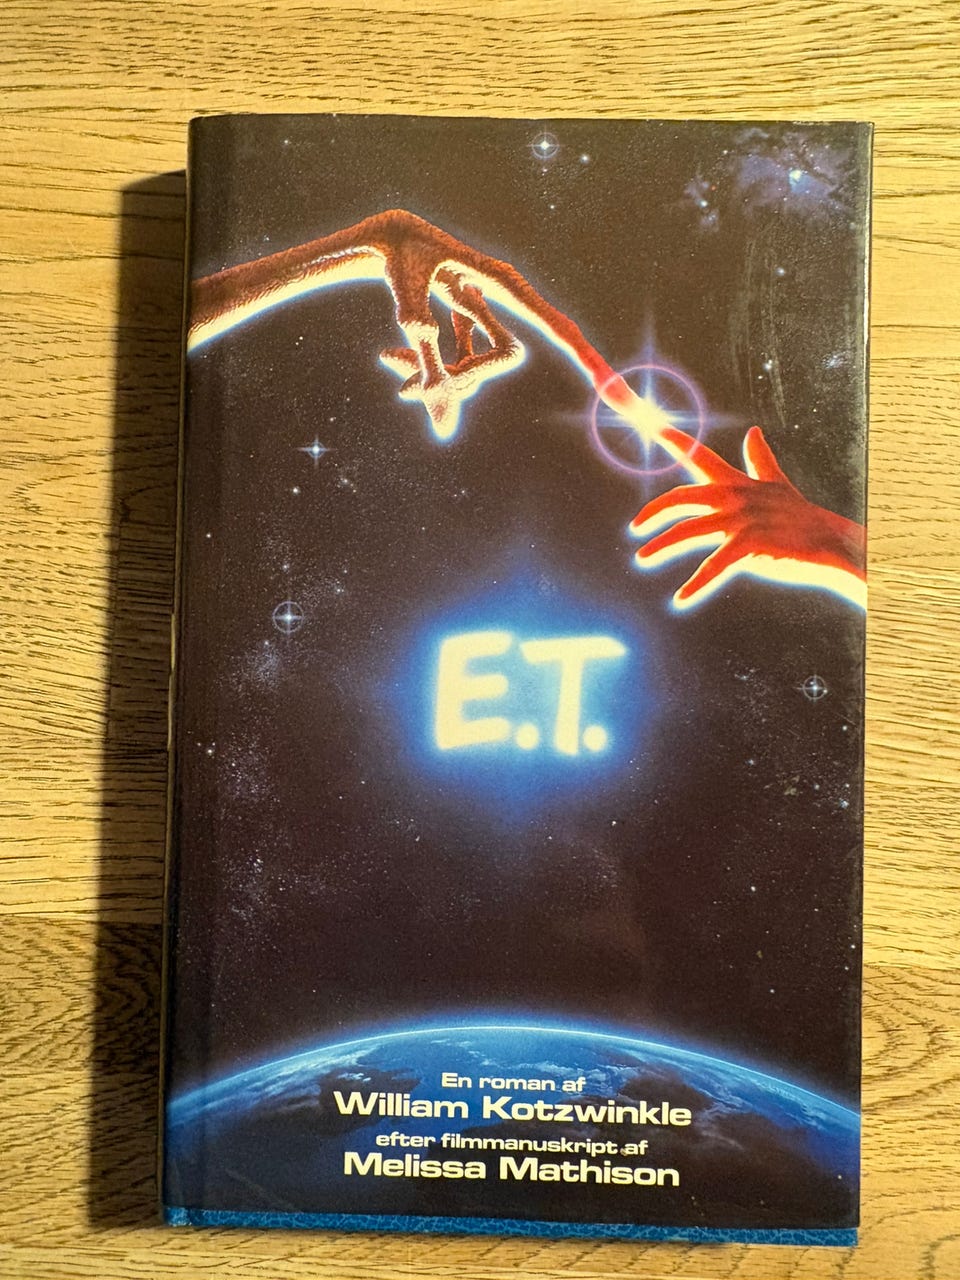 E.T.
En roman af
William Kotzwinkle
efter filmmanuskript af
Melissa Mathison